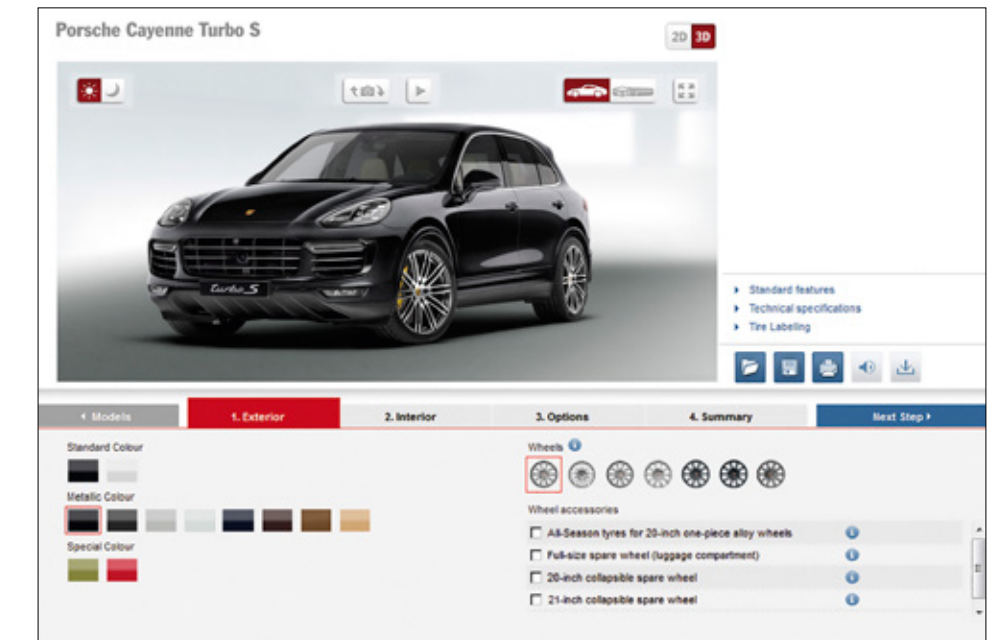 Porsche Cayenne Turbo S
2D 3D
turbo S
Standard features
Technical specifications
Tire Labeling
Models
1. Exterior
2. Interior
3. Options
4. Summary
Next Step
Standard Colour
Metallic Colour
Special Colour
Wheels
Wheel accessories
All-Season tyres for 20-inch one-piece alloy wheels
Full-size spare wheel (luggage compartment)
20-inch collapsible spare wheel
21-inch collapsible spare wheel